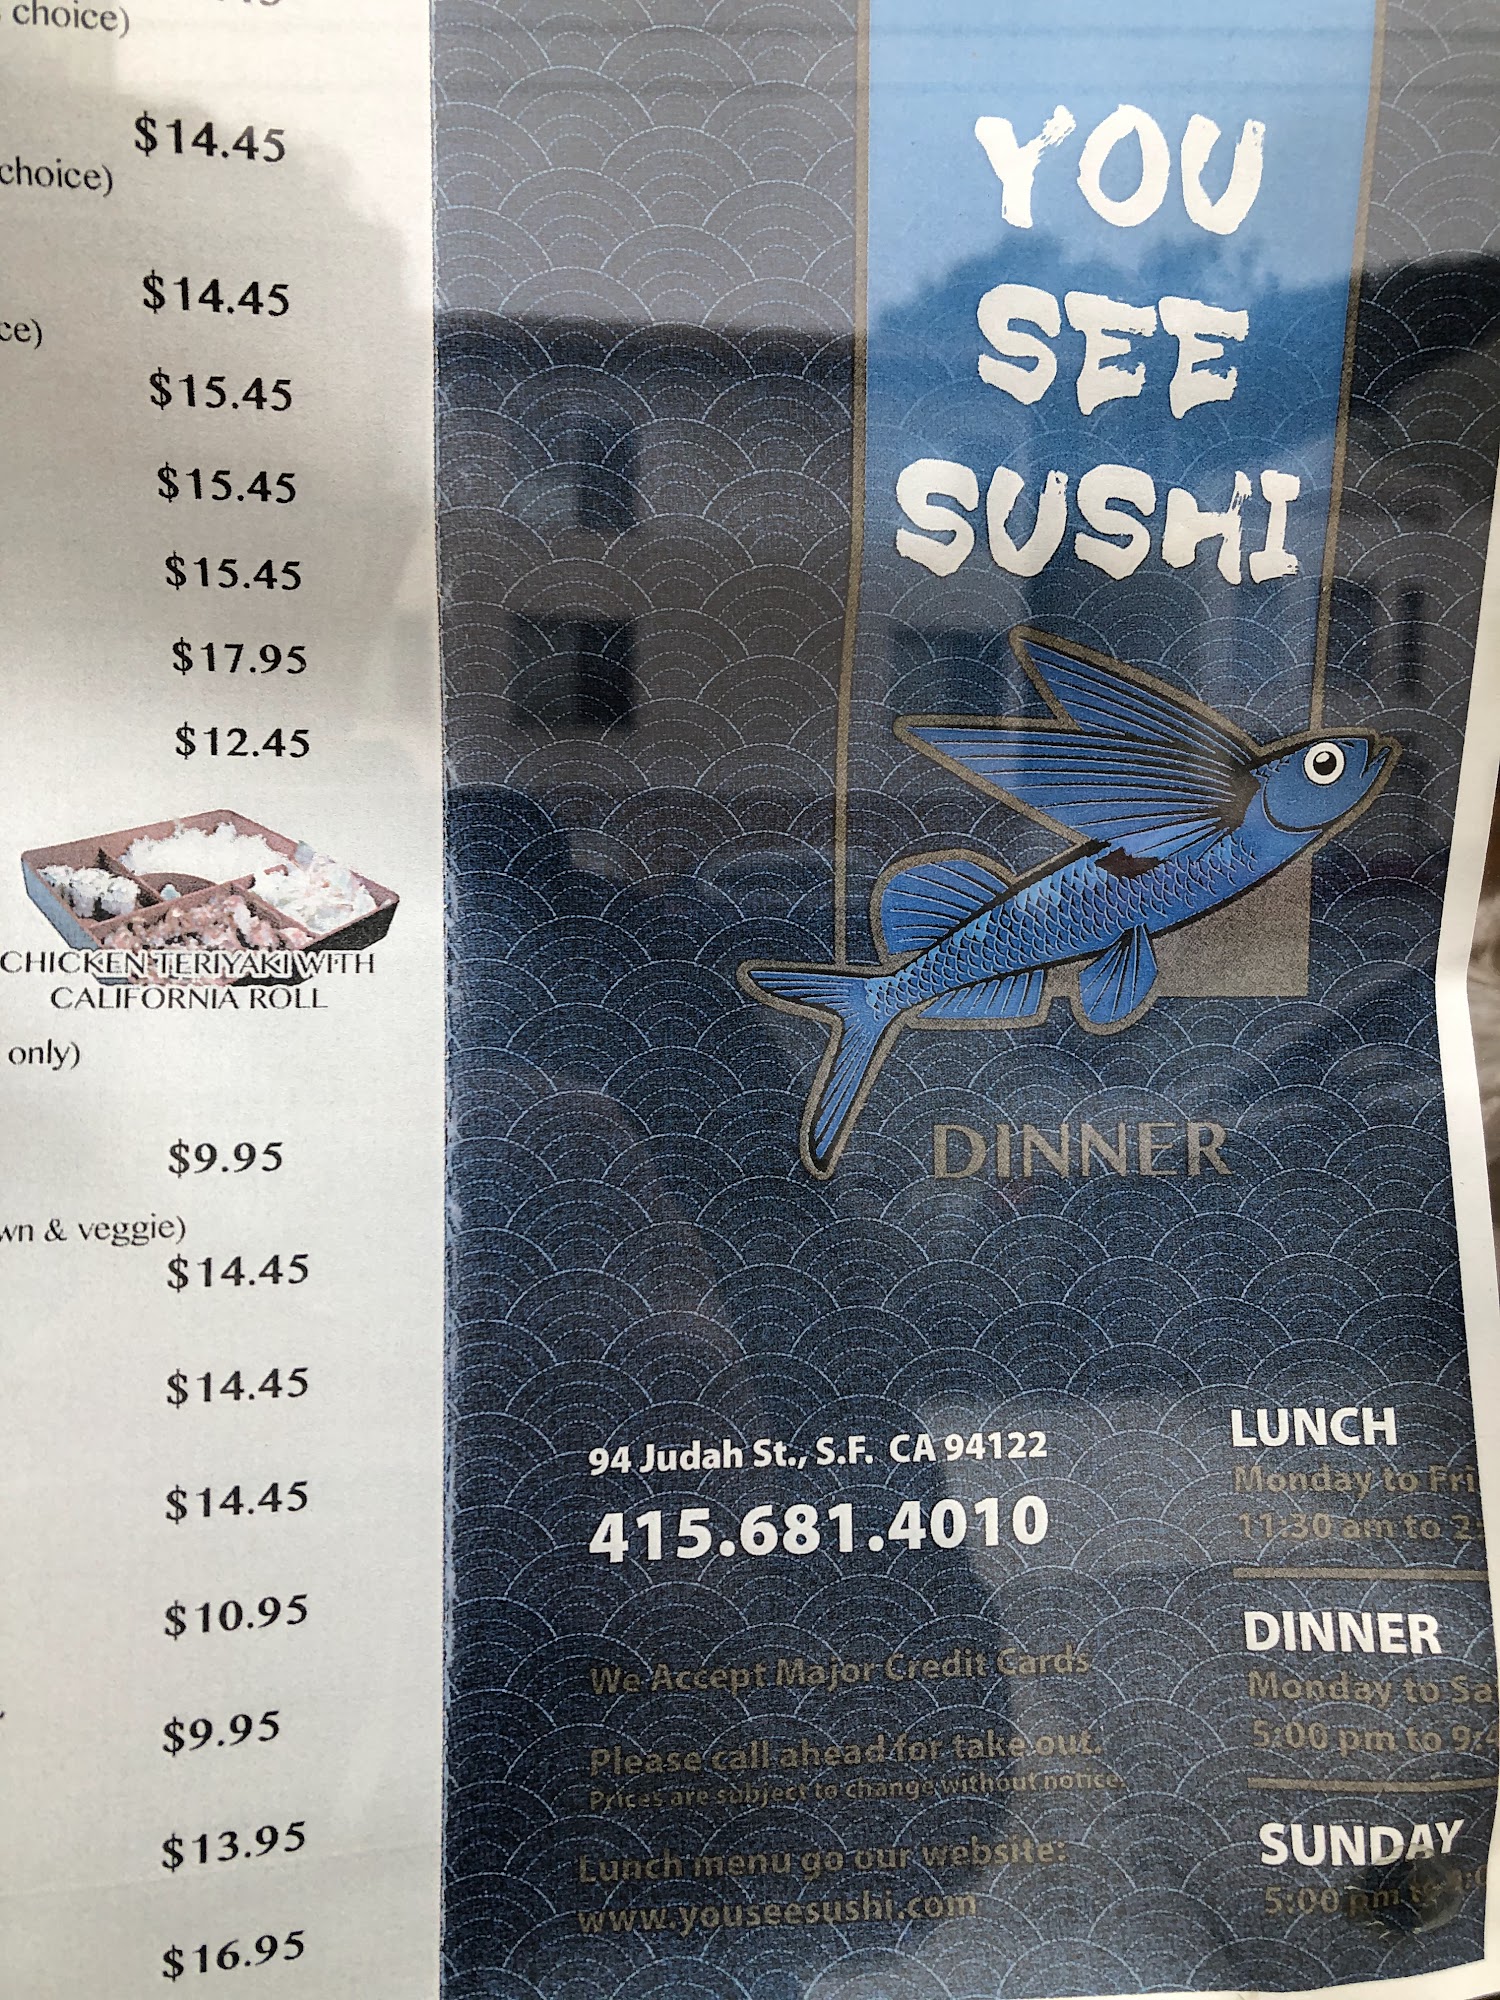 choice)
$14.45
choice)
$14.45
$15.45
$15.45
$15.45
$17.95
$12.45
CHICKEN TERIYAKI WITH
CALIFORNIA ROLL
only)
$9.95
& veggie)
$14.45
$14.45
$14.45
$10.95
$9.95
$13.95
$16.95
YOU
SEE
SUSHI
DINNER
94 Judah St., S.F. CA 94122
415.681.4010
We Accept Major Credit Cards
Please call ahead for take out.
Prices are subject to change without notice.
Lunch menu go our website:
www.youseesushi.com
LUNCH
Monday to Fri
11:30 am to 2
DINNER
Monday to Sa
5:00 pm to 9:4
SUNDAY
5:00 pm